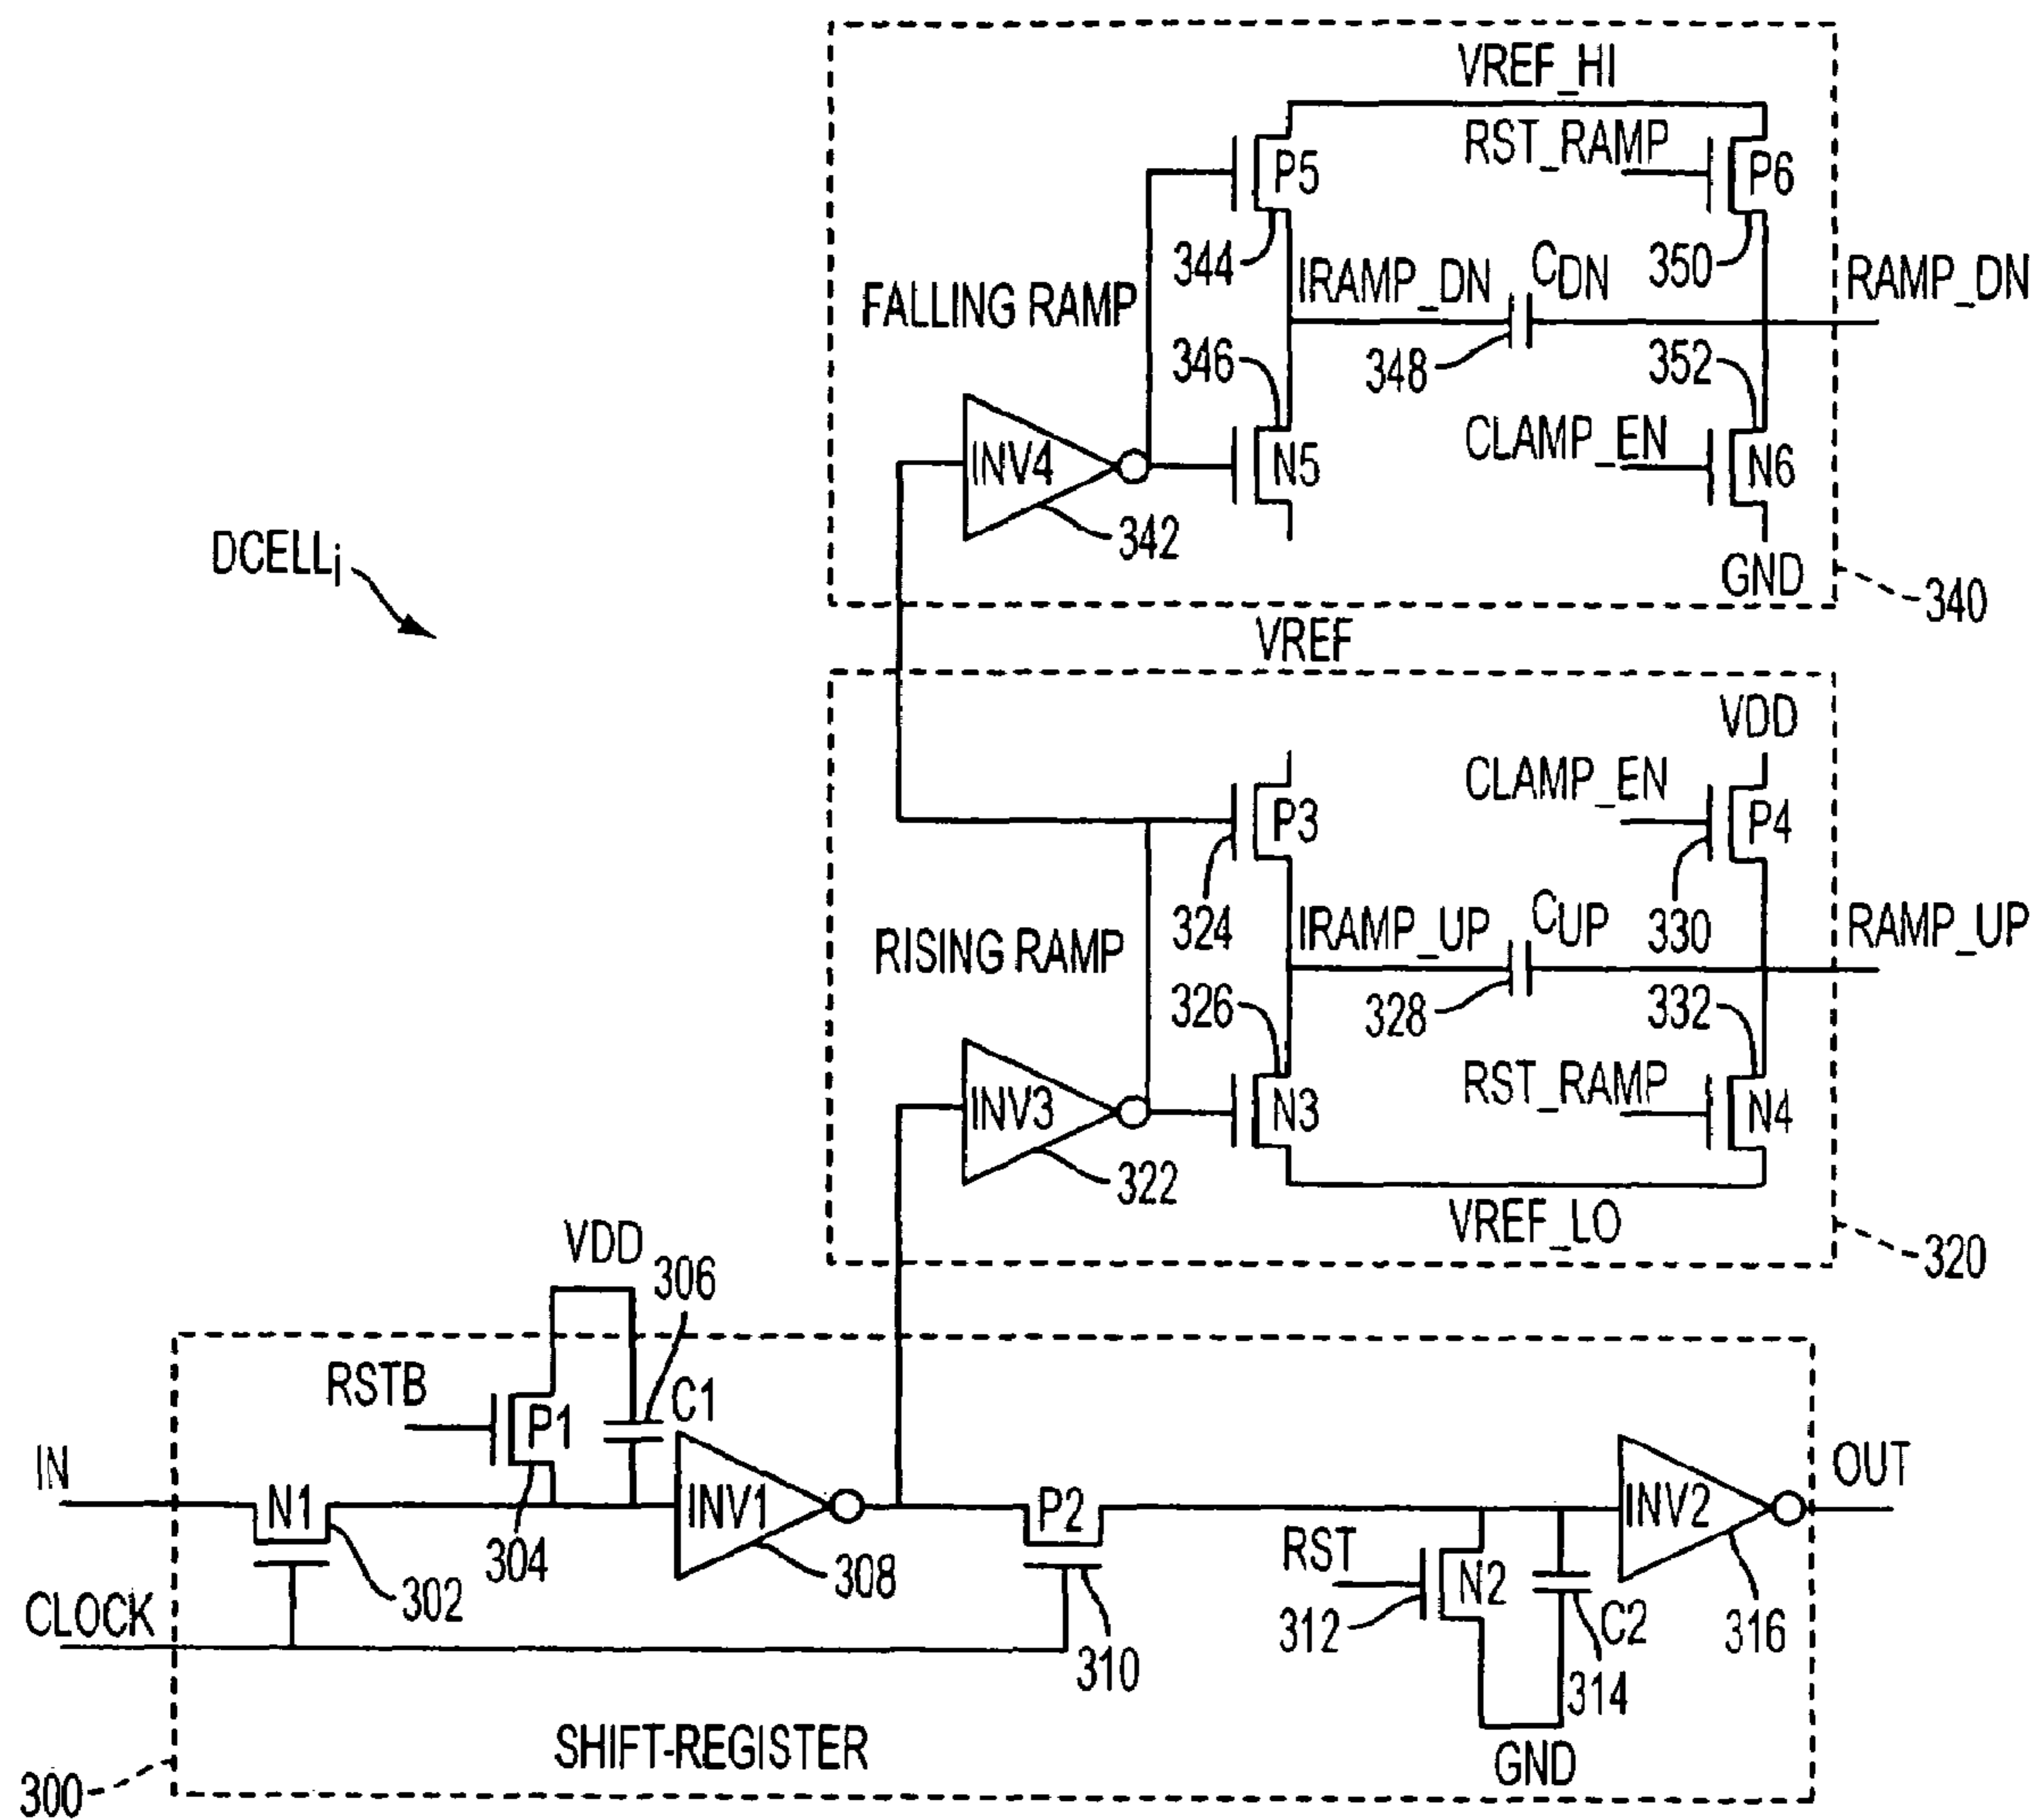 VREF_HI
RST_RAMP
P5
P6
344
IRAMP_DN
CDN
350
RAMP_DN
FALLING RAMP
346
348
352
CLAMP_EN
INV4
N5
N6
342
GND
340
DCELLi
VREF
VDD
CLAMP_EN
P3
P4
324
IRAMP_UP
CUP
330
RAMP_UP
RISING RAMP
326
328
332
RST_RAMP
INV3
N3
N4
322
VREF_LO
320
VDD
306
RSTB
P1
C1
IN
N1
INV1
P2
INV2
OUT
304
308
RST
N2
302
CLOCK
312
C2
316
310
314
SHIFT-REGISTER
GND
300